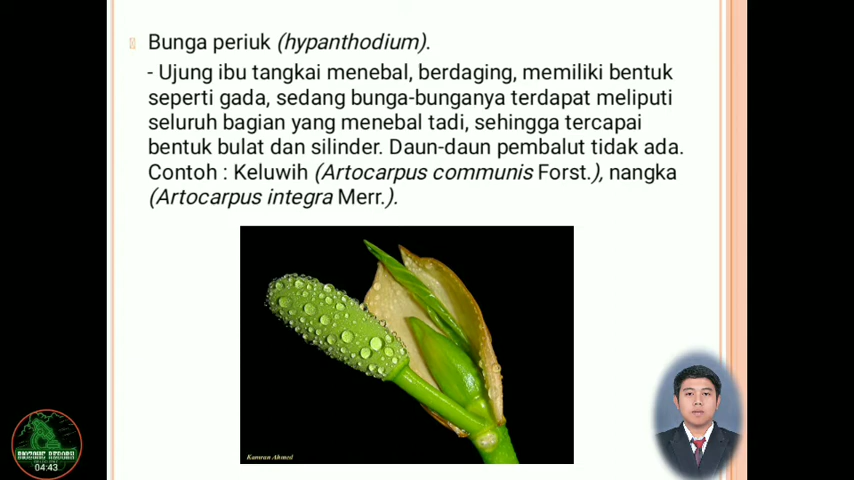 Bunga periuk (hypanthodium).
- Ujung ibu tangkai menebal, berdaging, memiliki bentuk
seperti gada, sedang bunga-bunganya terdapat meliputi
seluruh bagian yang menebal tadi, sehingga tercapai
bentuk bulat dan silinder. Daun-daun pembalut tidak ada.
Contoh : Keluwih (Artocarpus communis Forst.), nangka
(Artocarpus integra Merr.).
Kamran Ahmed
04:43